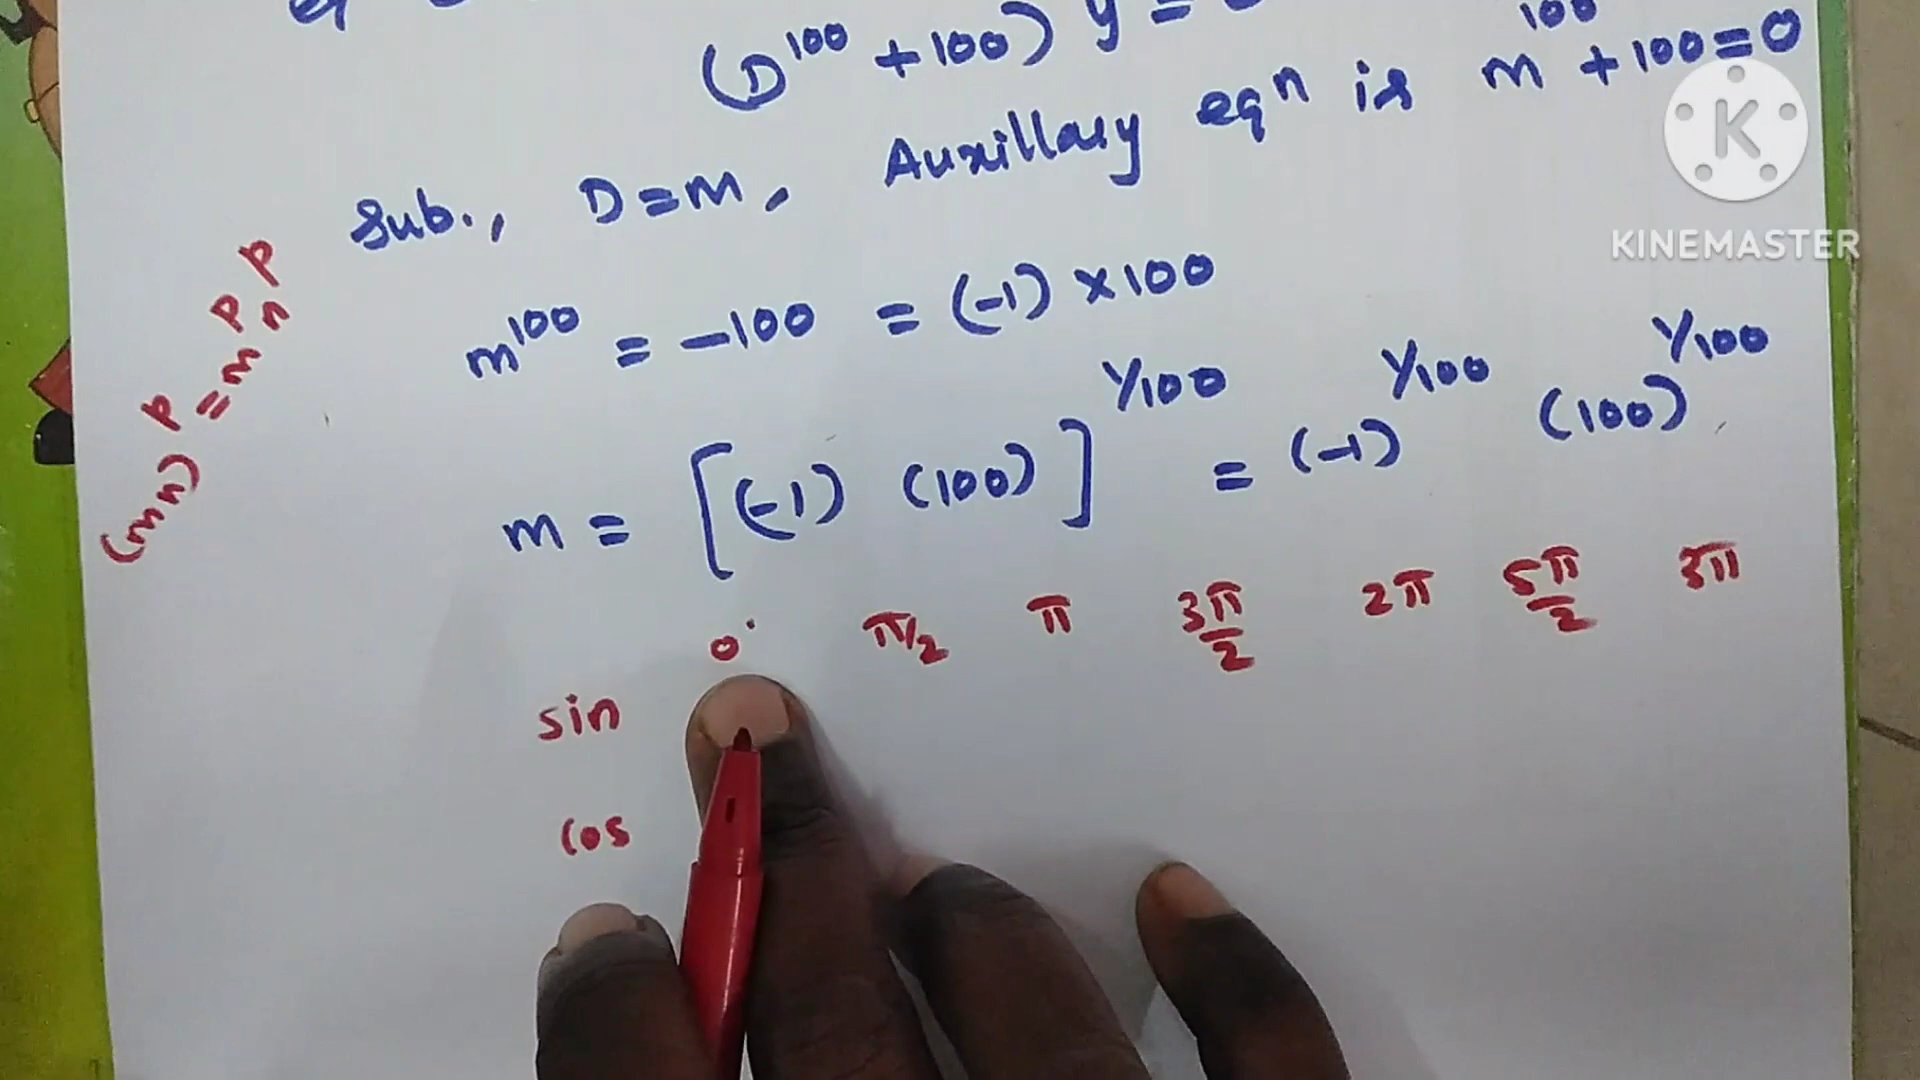 (D^100 + 100) y =
Auxillary eqn is m^100 + 100 = 0
Sub., D = m,
m^100 = -100 = (-1) × 100
m = [(-1) (100)]^1/100 = (-1)^1/100 (100)^1/100
(mn)^p = m^p n^p
0° π/2 π 3π/2 2π 5π/2 3π
sin
cos
K
KINEMASTER